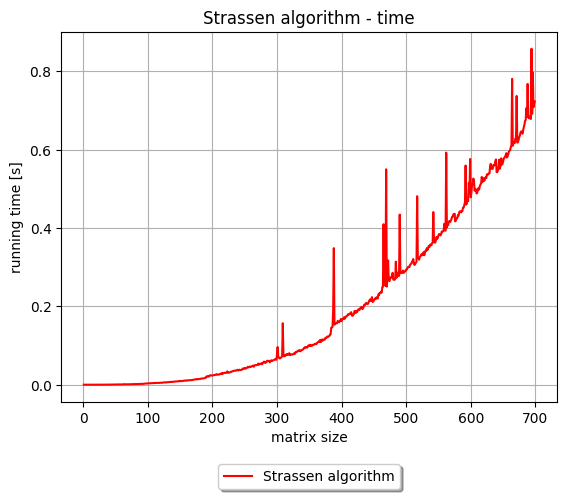 Strassen algorithm - time
running time [s]
0.8
0.6
0.4
0.2
0.0
0 100 200 300 400 500 600 700
matrix size
Strassen algorithm